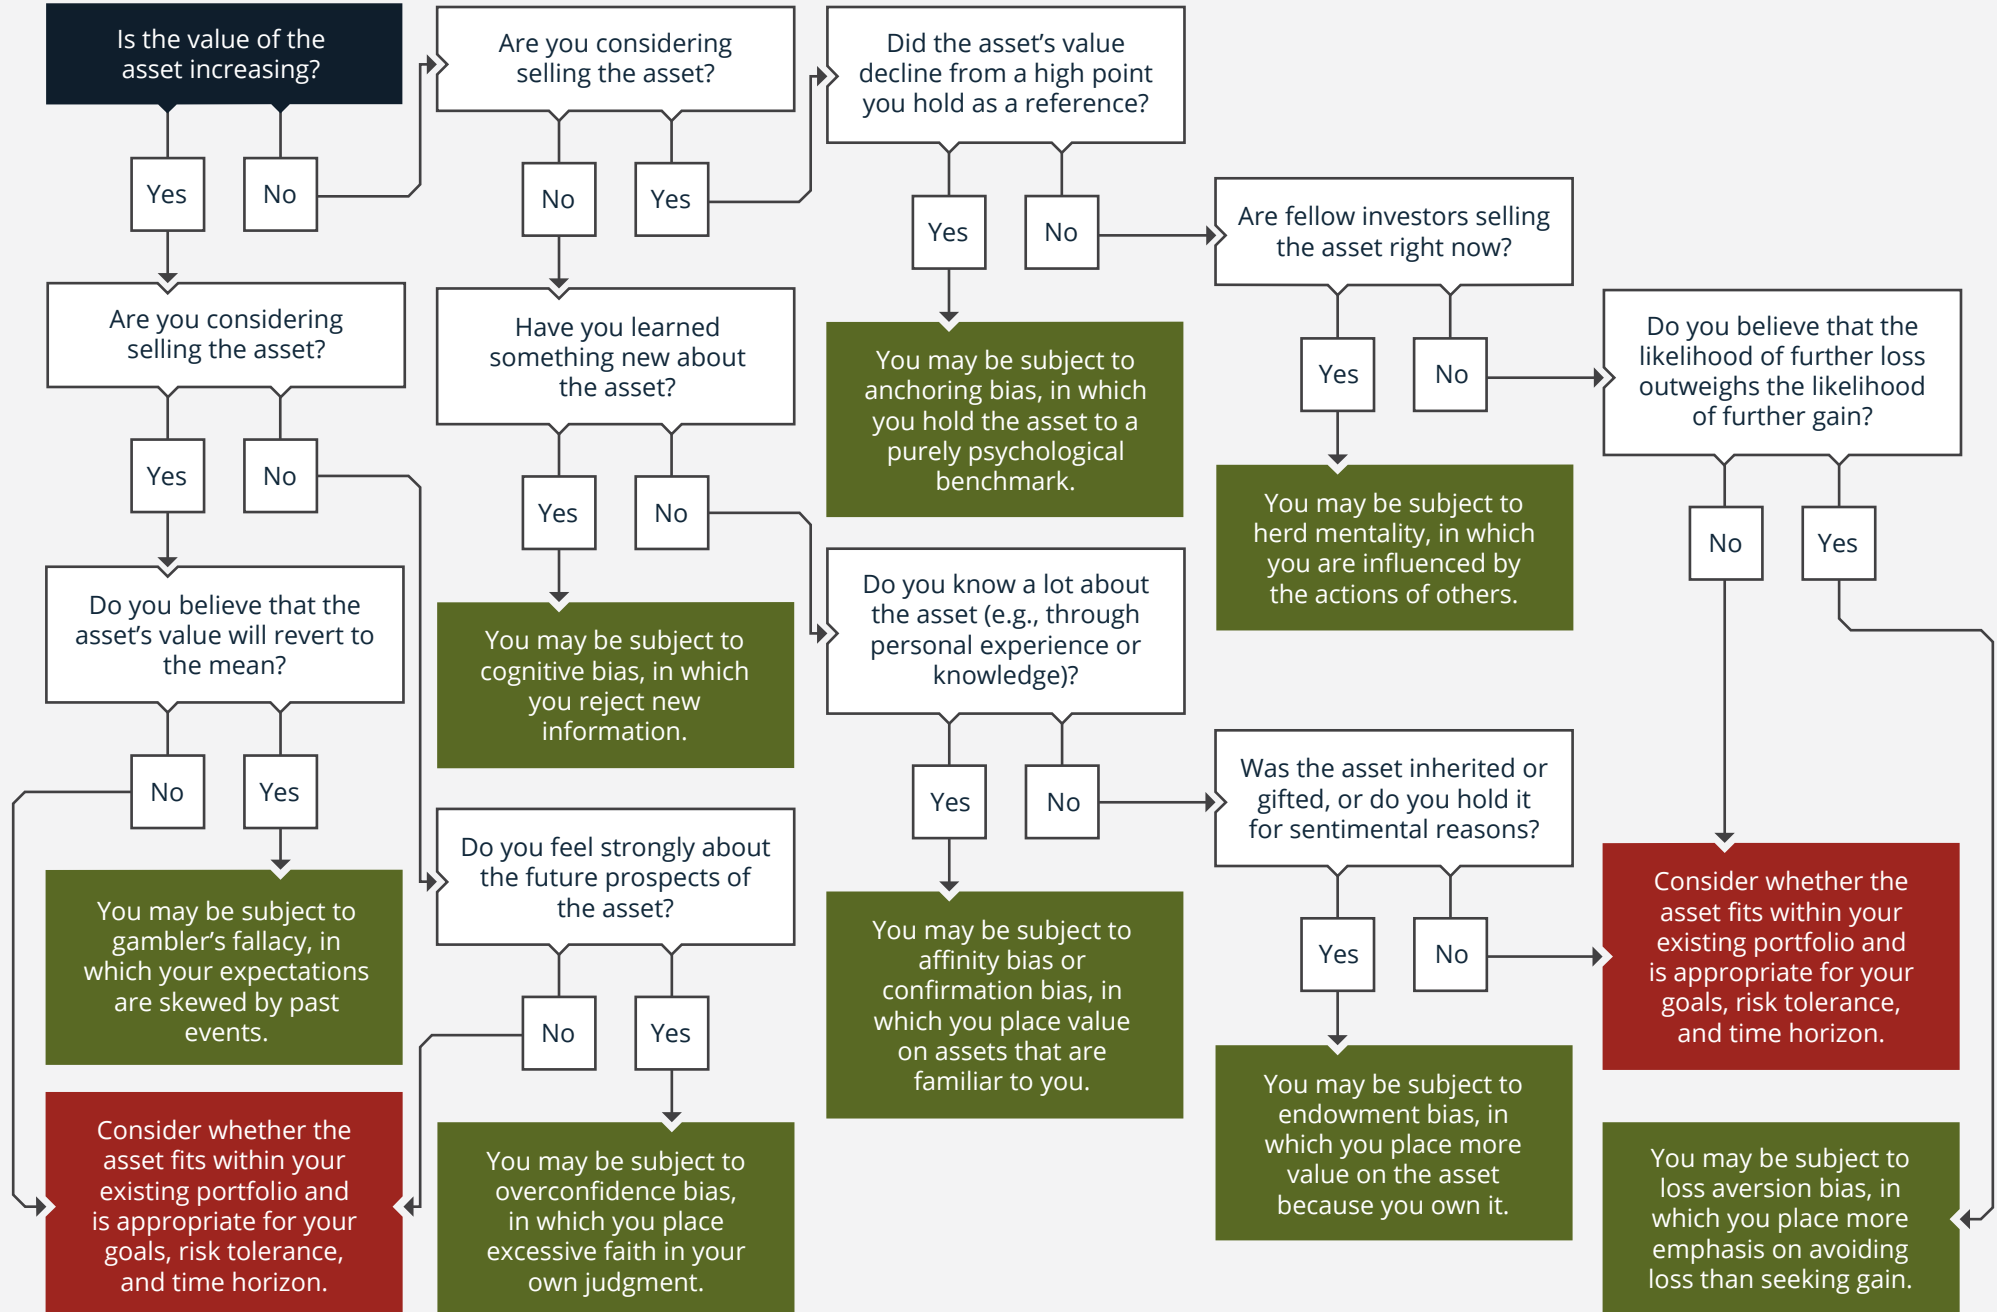 Is the value of the
asset increasing?
Yes
No
Are you considering
selling the asset?
Yes
No
Do you believe that the
asset’s value will revert to
the mean?
No
Yes
You may be subject to
gambler’s fallacy, in
which your expectations
are skewed by past
events.
Consider whether the
asset fits within your
existing portfolio and
is appropriate for your
goals, risk tolerance,
and time horizon.
Are you considering
selling the asset?
No
Yes
Have you learned
something new about
the asset?
Yes
No
You may be subject to
cognitive bias, in which
you reject new
information.
Do you feel strongly about
the future prospects of
the asset?
No
Yes
You may be subject to
overconfidence bias,
in which you place
excessive faith in your
own judgment.
Did the asset’s value
decline from a high point
you hold as a reference?
Yes
No
You may be subject to
anchoring bias, in which
you hold the asset to a
purely psychological
benchmark.
Do you know a lot about
the asset (e.g., through
personal experience or
knowledge)?
Yes
No
You may be subject to
affinity bias or
confirmation bias, in
which you place value
on assets that are
familiar to you.
Are fellow investors selling
the asset right now?
Yes
No
You may be subject to
herd mentality, in which
you are influenced by
the actions of others.
Was the asset inherited or
gifted, or do you hold it
for sentimental reasons?
Yes
No
You may be subject to
endowment bias, in
which you place more
value on the asset
because you own it.
Do you believe that the
likelihood of further loss
outweighs the likelihood
of further gain?
No
Yes
Consider whether the
asset fits within your
existing portfolio and
is appropriate for your
goals, risk tolerance,
and time horizon.
You may be subject to
loss aversion bias, in
which you place more
emphasis on avoiding
loss than seeking gain.